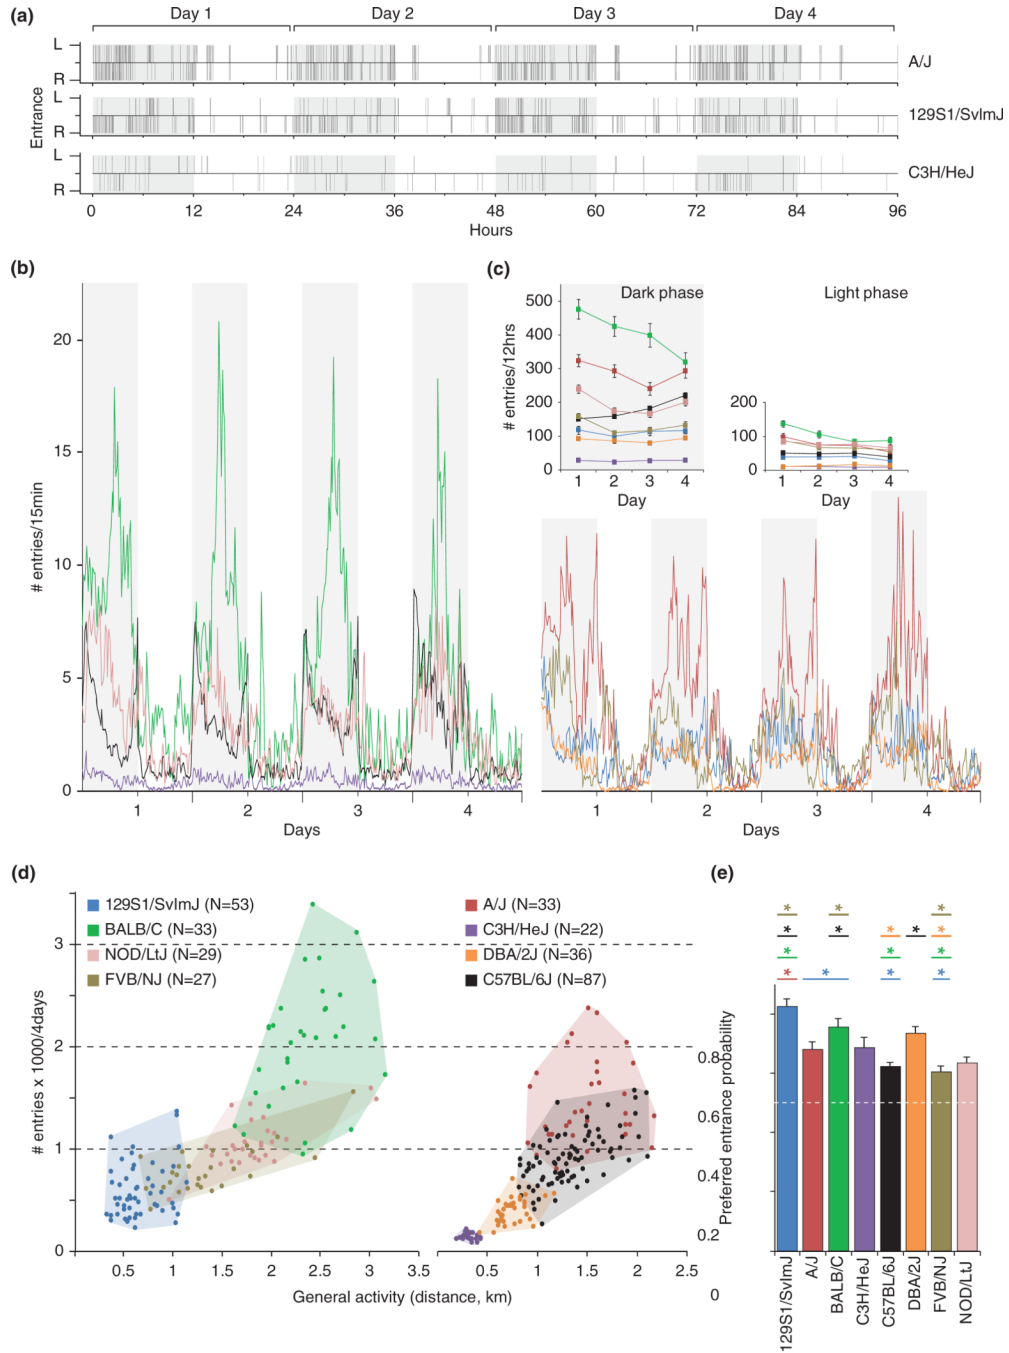 (a)
Day 1 Day 2 Day 3 Day 4
Entrance
L
R
A/J
L
R
129S1/SvlmJ
L
R
C3H/HeJ
0 12 24 36 48 60 72 84 96
Hours
(b)
# entries/15min
20
15
10
5
0
1 2 3 4
Days
(c)
# entries/12hrs
Dark phase
500
400
300
200
100
0
1 2 3 4
Day
Light phase
200
100
0
1 2 3 4
Day
1 2 3 4
Days
(d)
129S1/SvlmJ (N=53)
BALB/C (N=33)
NOD/LtJ (N=29)
FVB/NJ (N=27)
A/J (N=33)
C3H/HeJ (N=22)
DBA/2J (N=36)
C57BL/6J (N=87)
# entries x 1000/4days
3
2
1
0
0.5 1 1.5 2 2.5 3 3.5
0.5 1 1.5 2 2.5
General activity (distance, km)
(e)
* * *
* * * * *
* * *
* * * *
Preferred entrance probability
0.8
0.6
0.4
0.2
0
129S1/SvlmJ
A/J
BALB/C
C3H/HeJ
C57BL/6J
DBA/2J
FVB/NJ
NOD/LtJ